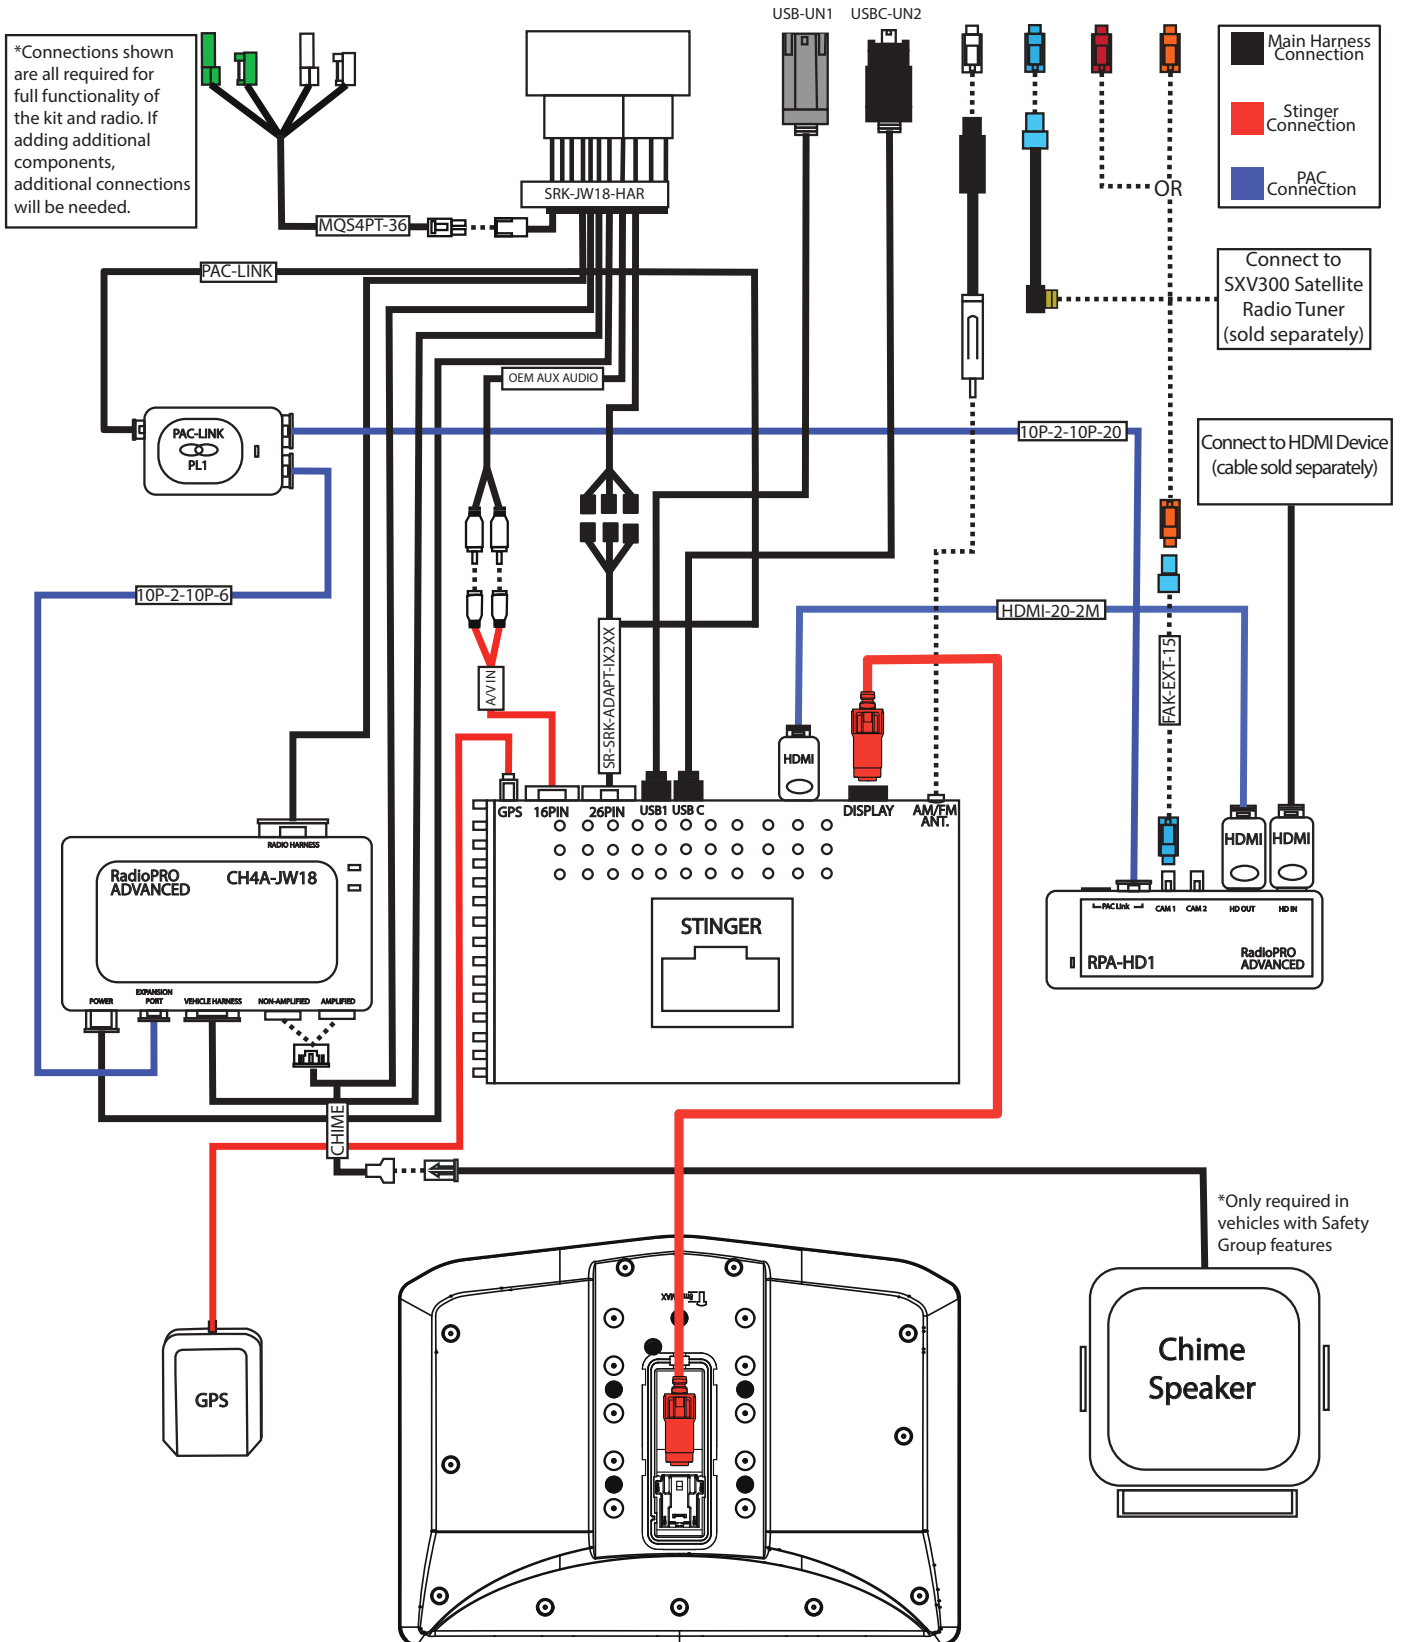 USB-UN1
USBC-UN2
*Connections shown
are all required for
full functionality of
the kit and radio. If
adding additional
components,
additional connections
will be needed.
Main Harness
Connection
Stinger
Connection
PAC
Connection
OR
SRK-JW18-HAR
MQS4PT-36
PAC-LINK
Connect to
SXV300 Satellite
Radio Tuner
(sold separately)
OEM AUX AUDIO
PAC-LINK
PL1
10P-2-10P-20
Connect to HDMI Device
(cable sold separately)
10P-2-10P-6
HDMI-20-2M
SR-SRK-ADAPT-IX2XX
A/V IN
FAK-EXT-15
HDMI
GPS
16PIN
26PIN
USB1
USB C
DISPLAY
AM/FM
ANT.
HDMI
HDMI
RADIO HARNESS
RadioPRO
ADVANCED
CH4A-JW18
STINGER
PAC Link
CAM 1
CAM 2
HD OUT
HD IN
RPA-HD1
RadioPRO
ADVANCED
POWER
EXPANSION
PORT
VEHICLE HARNESS
NON-AMPLIFIED
AMPLIFIED
CHIME
*Only required in
vehicles with Safety
Group features
GPS
Chime
Speaker